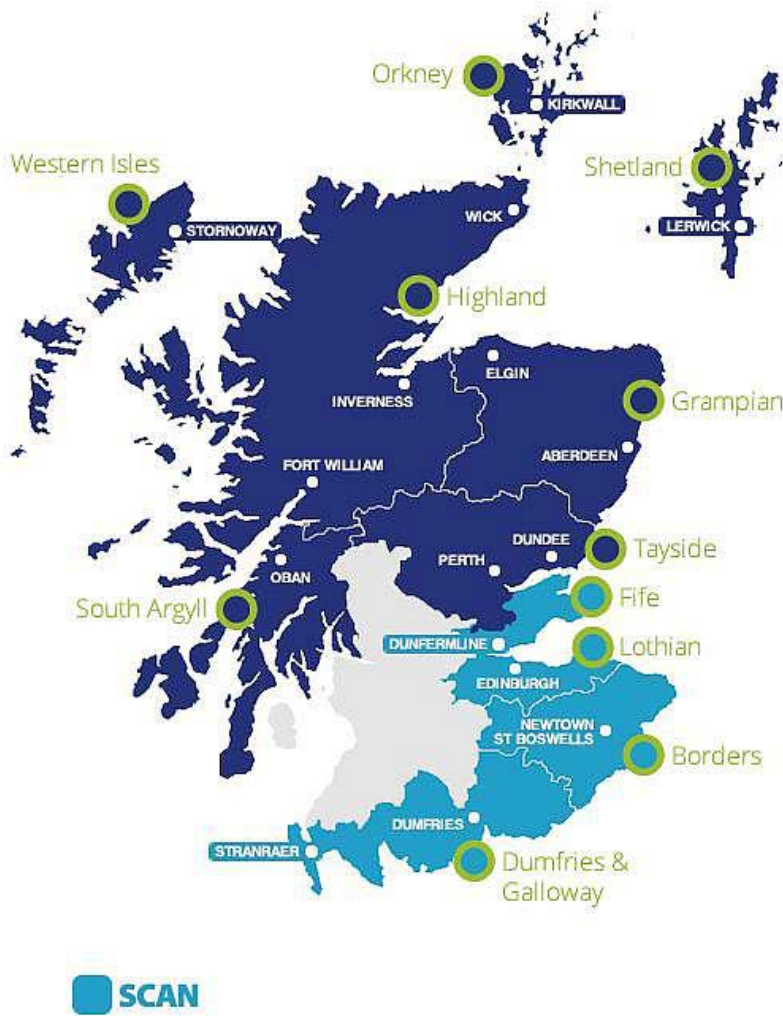 Orkney
KIRKWALL
Western Isles
Shetland
STORNOWAY
WICK
LERWICK
Highland
ELGIN
INVERNESS
Grampian
ABERDEEN
FORT WILLIAM
DUNDEE
Tayside
PERTH
OBAN
South Argyll
Fife
DUNFERMLINE
Lothian
EDINBURGH
NEWTOWN
ST BOSWELLS
Borders
DUMFRIES
STRANRAER
Dumfries &
Galloway
SCAN